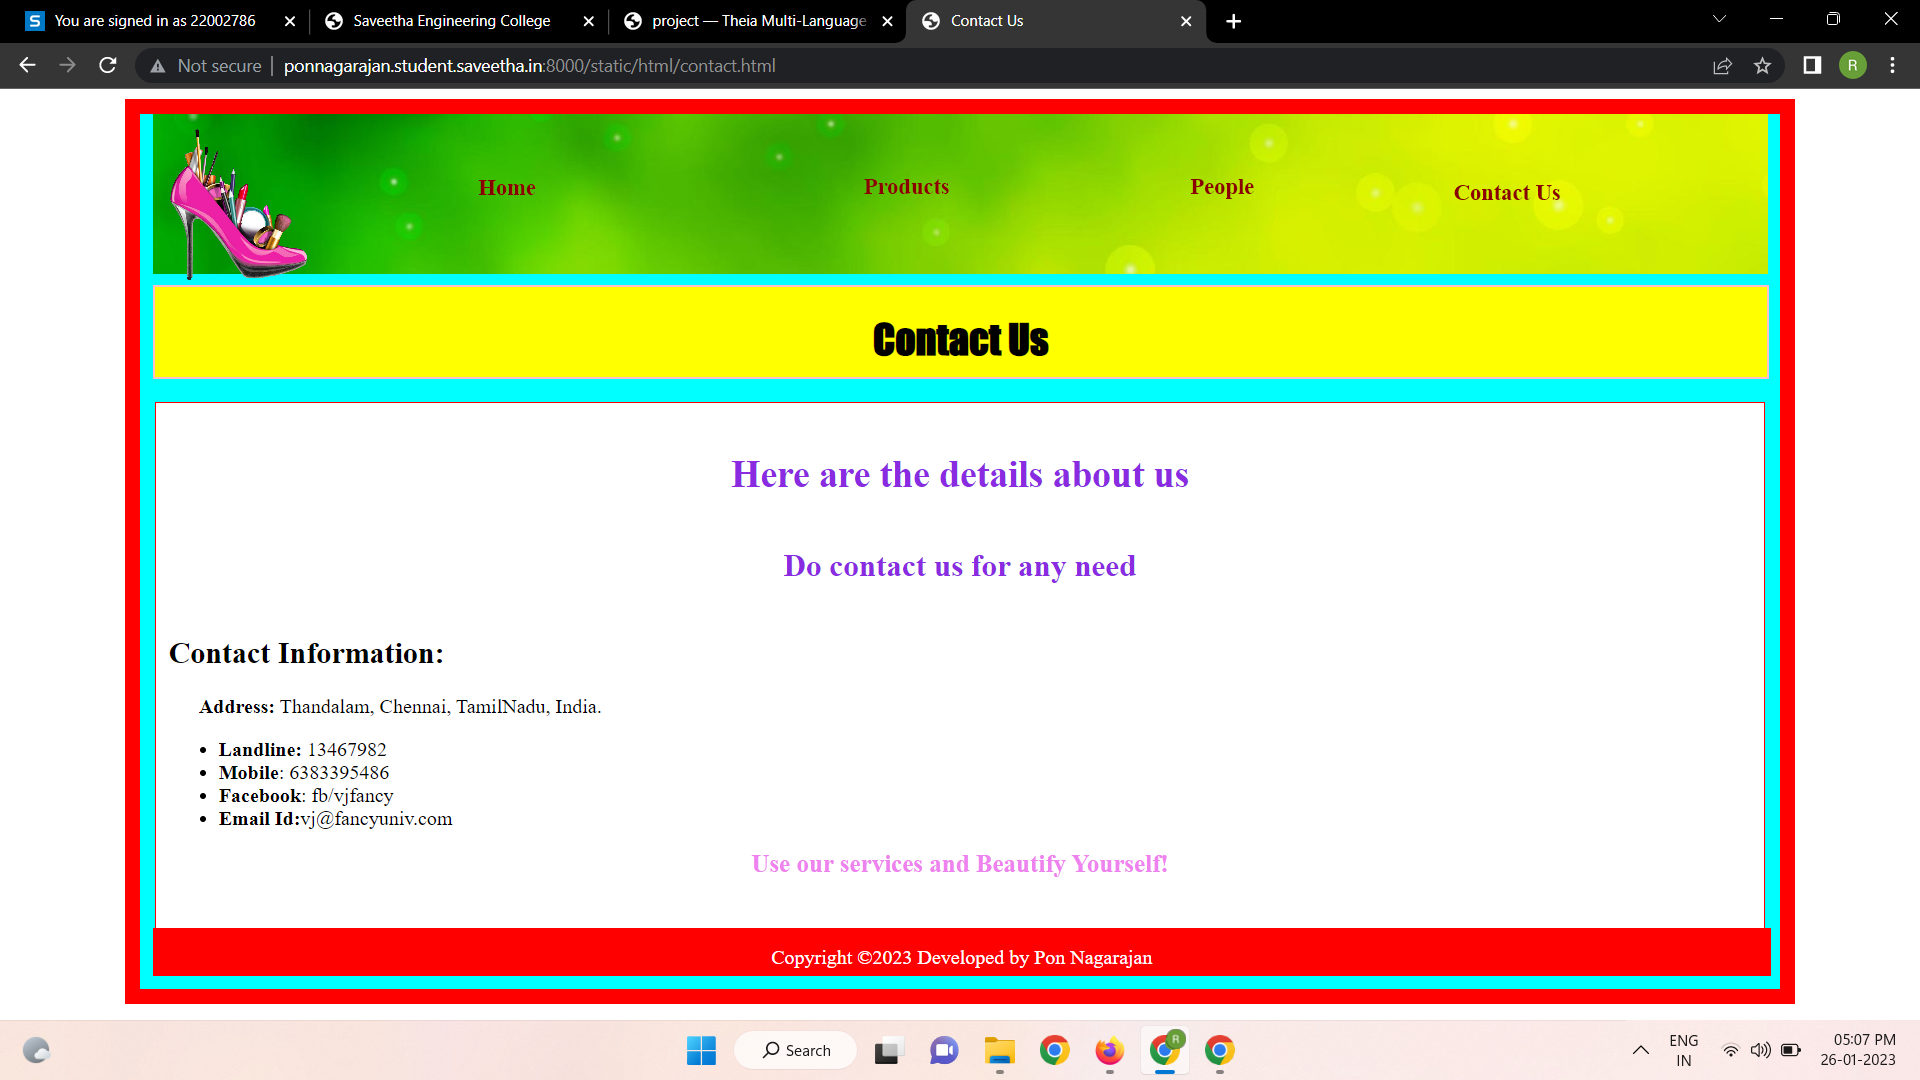 You are signed in as 22002786
Saveetha Engineering College
project — Theia Multi-Language
Contact Us
Not secure
ponnagarajan.student.saveetha.in:8000/static/html/contact.html
R
Home
Products
People
Contact Us
Contact Us
Here are the details about us
Do contact us for any need
Contact Information:
Address: Thandalam, Chennai, TamilNadu, India.
• Landline: 13467982
• Mobile: 6383395486
• Facebook: fb/vjfancy
• Email Id:vj@fancyuniv.com
Use our services and Beautify Yourself!
Copyright ©2023 Developed by Pon Nagarajan
Search
R
ENG
IN
05:07 PM
26-01-2023